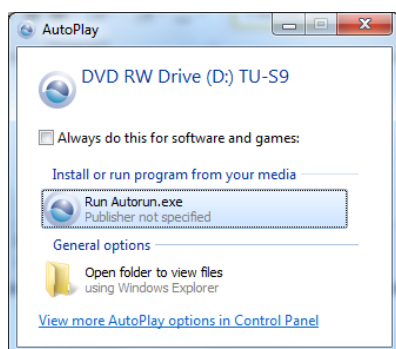 AutoPlay
DVD RW Drive (D:) TU-S9
Always do this for software and games:
Install or run program from your media
Run Autorun.exe
Publisher not specified
General options
Open folder to view files
using Windows Explorer
View more AutoPlay options in Control Panel